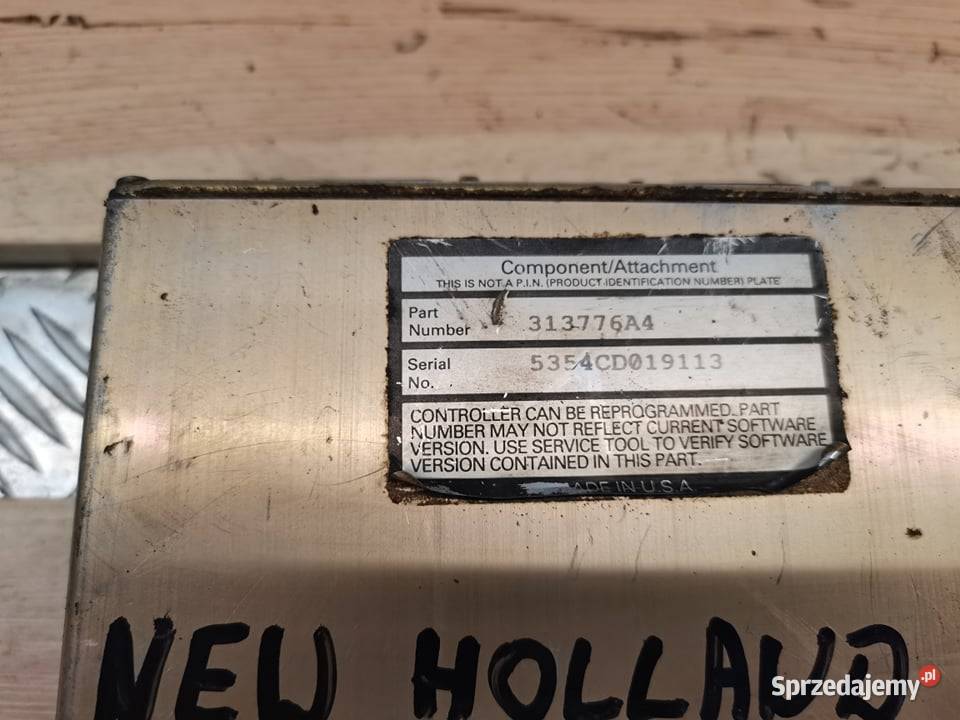 Component/Attachment
THIS IS NOT A P.I.N. (PRODUCT IDENTIFICATION NUMBER) PLATE
Part
Number 313776A4
Serial
No. 5354CD019113
CONTROLLER CAN BE REPROGRAMMED. PART
NUMBER MAY NOT REFLECT CURRENT SOFTWARE
VERSION. USE SERVICE TOOL TO VERIFY SOFTWARE
VERSION CONTAINED IN THIS PART.
MADE IN U.S.A
NEW HOLLAND
Sprzedajemy.pl